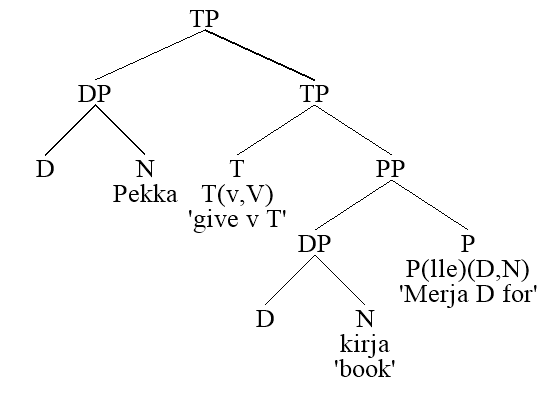 TP
DP TP
D N T PP
Pekka T(v,V)
'give v T'
DP P
P(lle)(D,N)
'Merja D for'
D N
kirja
'book'